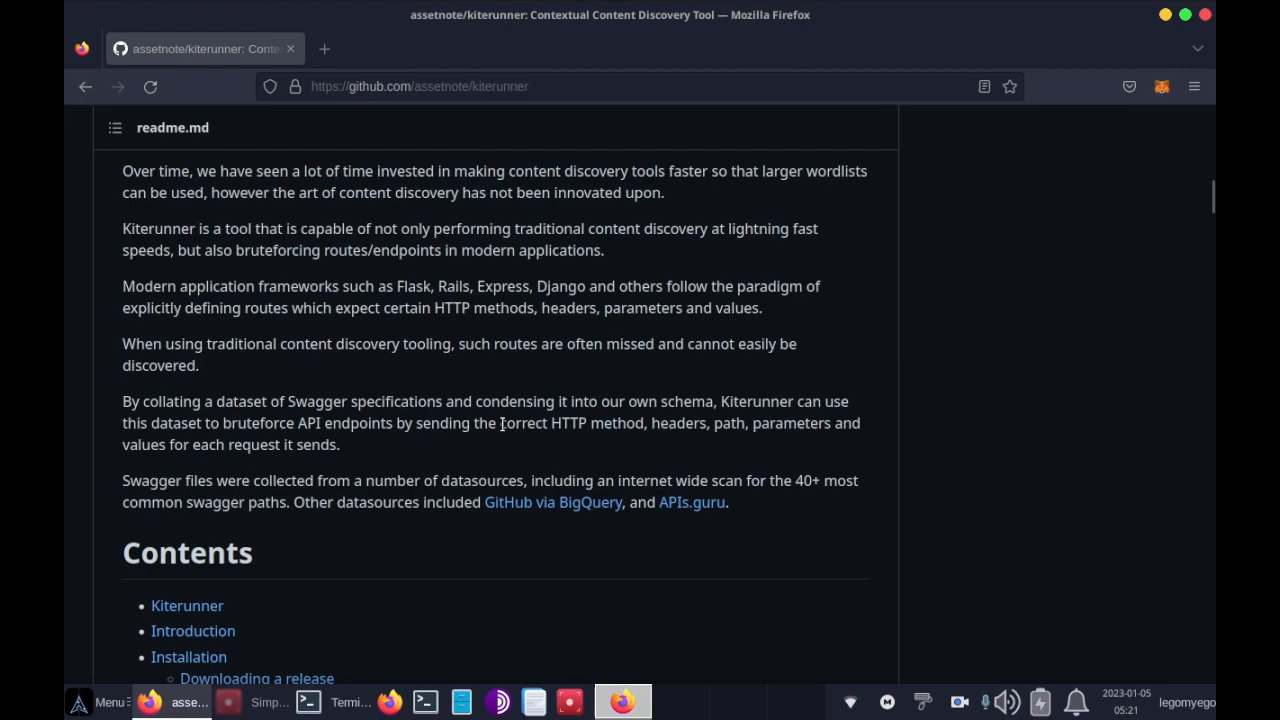 assetnote/kiterunner: Contextual Content Discovery Tool — Mozilla Firefox
assetnote/kiterunner: Conte
https://github.com/assetnote/kiterunner
readme.md
Over time, we have seen a lot of time invested in making content discovery tools faster so that larger wordlists
can be used, however the art of content discovery has not been innovated upon.
Kiterunner is a tool that is capable of not only performing traditional content discovery at lightning fast
speeds, but also bruteforcing routes/endpoints in modern applications.
Modern application frameworks such as Flask, Rails, Express, Django and others follow the paradigm of
explicitly defining routes which expect certain HTTP methods, headers, parameters and values.
When using traditional content discovery tooling, such routes are often missed and cannot easily be
discovered.
By collating a dataset of Swagger specifications and condensing it into our own schema, Kiterunner can use
this dataset to bruteforce API endpoints by sending the correct HTTP method, headers, path, parameters and
values for each request it sends.
Swagger files were collected from a number of datasources, including an internet wide scan for the 40+ most
common swagger paths. Other datasources included GitHub via BigQuery, and APIs.guru.
Contents
• Kiterunner
• Introduction
• Installation
◦ Downloading a release
Menu
asse...
Simp...
Termi...
2023-01-05
05:21
legomyego